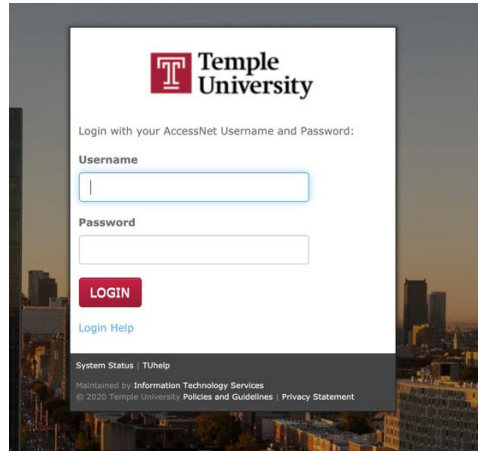 Temple
University
Login with your AccessNet Username and Password:
Username
Password
LOGIN
Login Help
System Status | TUhelp
Maintained by Information Technology Services
© 2020 Temple University Policies and Guidelines | Privacy Statement